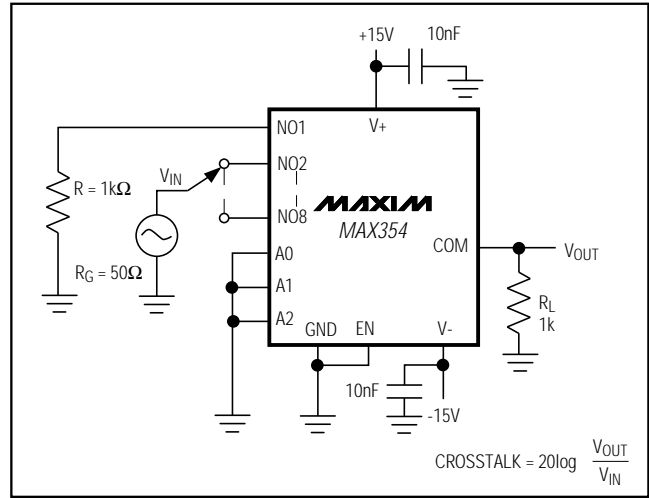 +15V
10nF
NO1
V+
NO2
V_IN
R = 1kΩ
MAXIM
NO8
MAX354
R_G = 50Ω
A0
COM
V_OUT
A1
R_L
1k
A2
GND
EN
V-
10nF
-15V
CROSSTALK = 20log V_OUT
V_IN